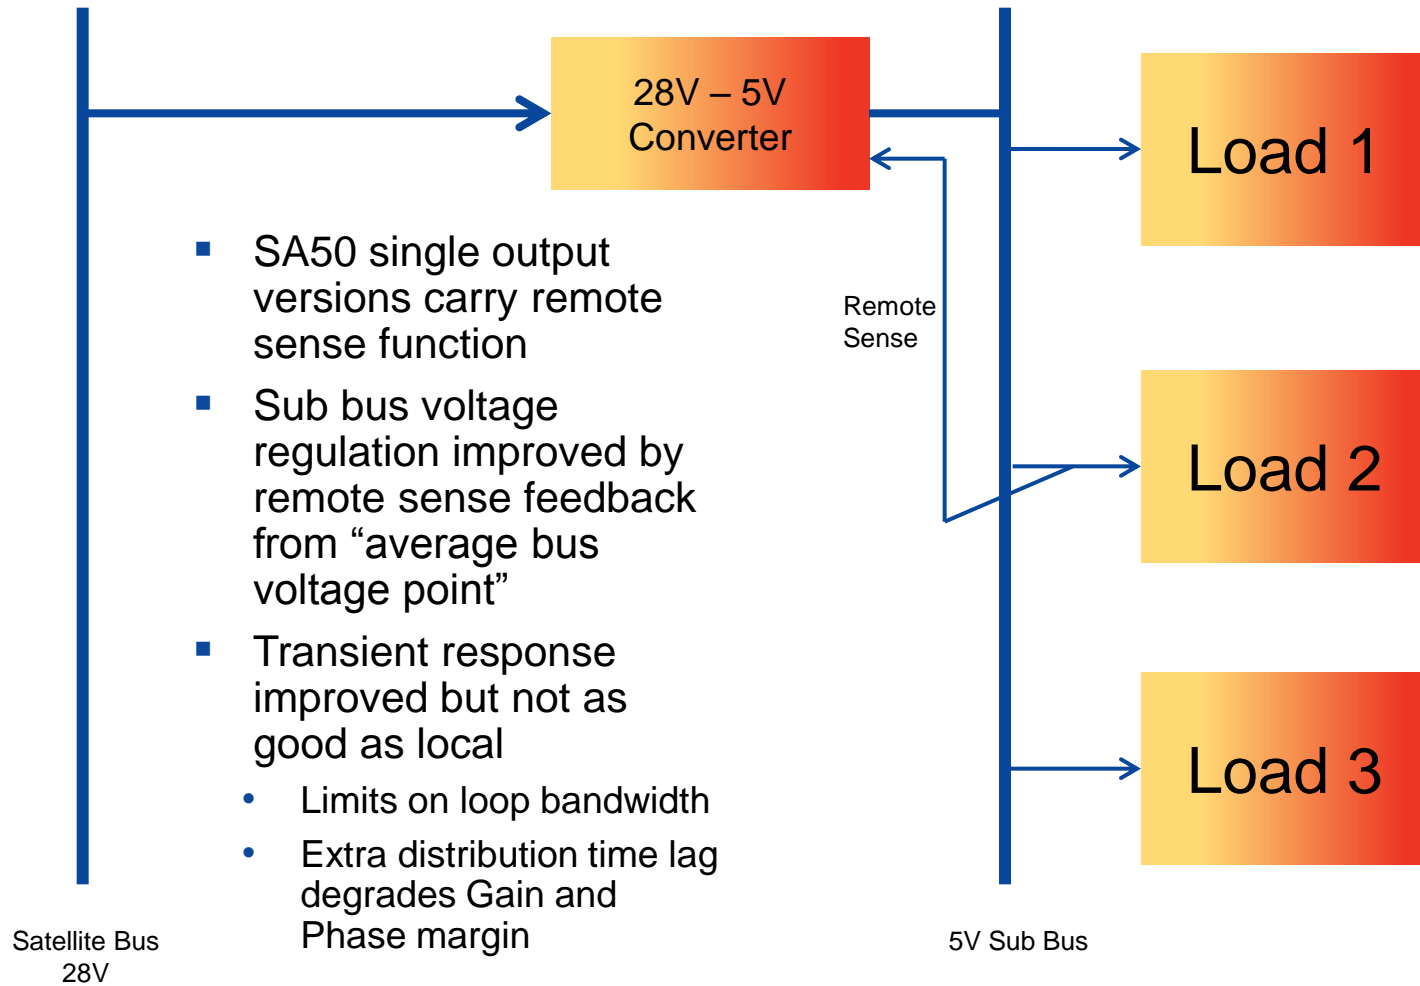 28V – 5V
Converter
Load 1
SA50 single output
versions carry remote
sense function
Remote
Sense
Sub bus voltage
regulation improved by
remote sense feedback
from “average bus
voltage point”
Load 2
Transient response
improved but not as
good as local
Limits on loop bandwidth
Extra distribution time lag
degrades Gain and
Phase margin
Load 3
Satellite Bus
28V
5V Sub Bus